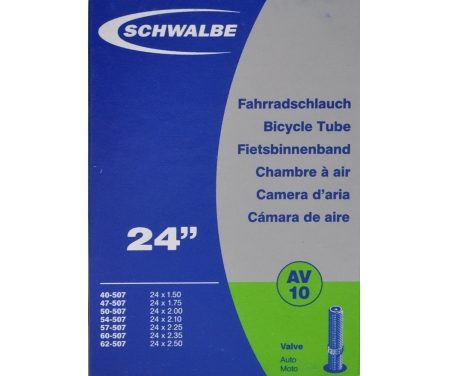 SCHWALBE
Fahrradschlauch
Bicycle Tube
Fietsbinnenband
Chambre à air
Camera d'aria
Cámara de aire
24"
AV
10
40-507 24 x 1.50
47-507 24 x 1.75
50-507 24 x 2.00
54-507 24 x 2.10
57-507 24 x 2.25
60-507 24 x 2.35
62-507 24 x 2.50
Valve
Auto
Moto